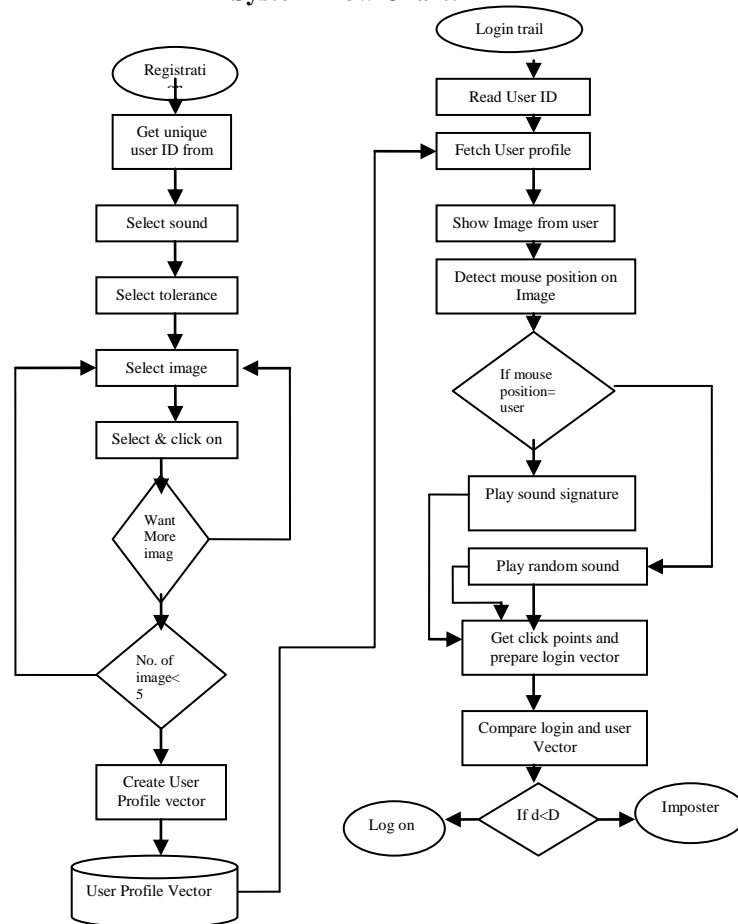 Registrati
Get unique
user ID from
Select sound
Select tolerance
Select image
Select & click on
Want
More
imag
No. of
image<
5
Create User
Profile vector
User Profile Vector
Login trail
Read User ID
Fetch User profile
Show Image from user
Detect mouse position on
Image
If mouse
position=
user
Play sound signature
Play random sound
Get click points and
prepare login vector
Compare login and user
Vector
If d<D
Log on
Imposter